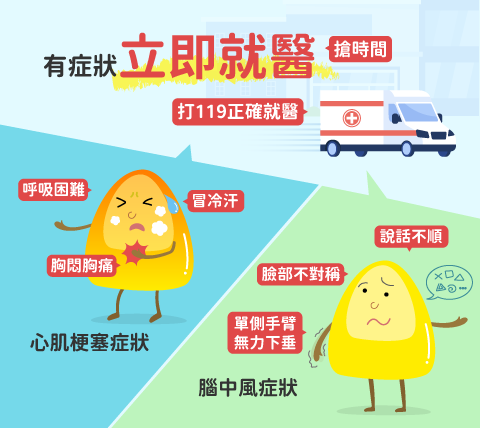 有症狀立即就醫 搶時間
打119正確就醫
呼吸困難
冒冷汗
胸悶胸痛
心肌梗塞症狀
說話不順
臉部不對稱
單側手臂
無力下垂
腦中風症狀